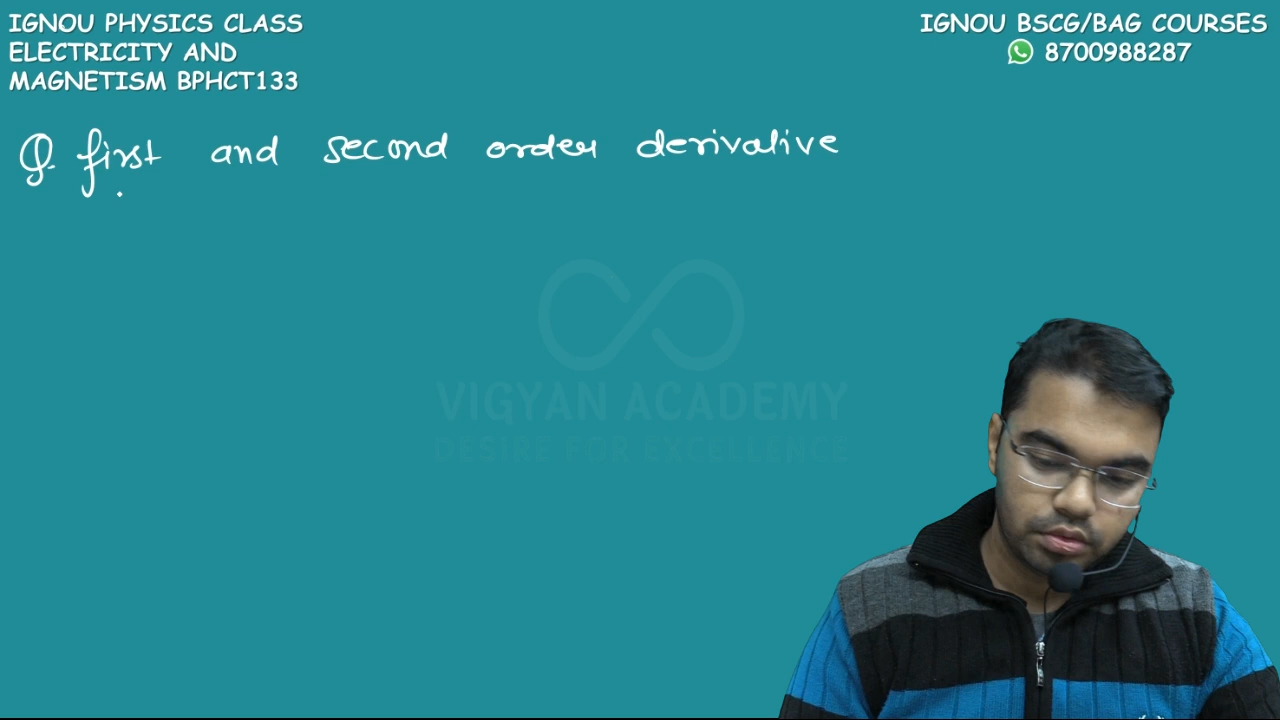 IGNOU PHYSICS CLASS
ELECTRICITY AND
MAGNETISM BPHCT133
IGNOU BSCG/BAG COURSES
8700988287
Q. first and second order derivative
VIGYAN ACADEMY
DESIRE FOR EXCELLENCE